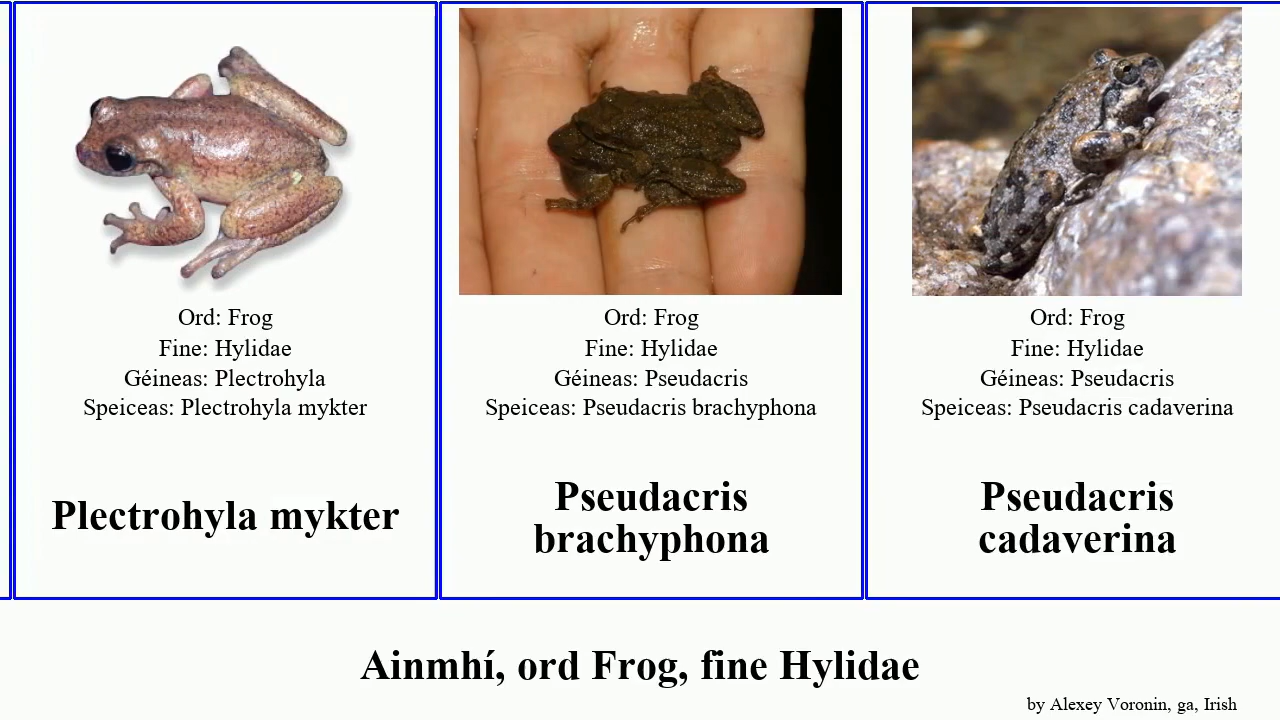 Ord: Frog
Fine: Hylidae
Géineas: Plectrohyla
Speiceas: Plectrohyla mykter
Plectrohyla mykter
Ord: Frog
Fine: Hylidae
Géineas: Pseudacris
Speiceas: Pseudacris brachyphona
Pseudacris
brachyphona
Ord: Frog
Fine: Hylidae
Géineas: Pseudacris
Speiceas: Pseudacris cadaverina
Pseudacris
cadaverina
Ainmhí, ord Frog, fine Hylidae
by Alexey Voronin, ga, Irish